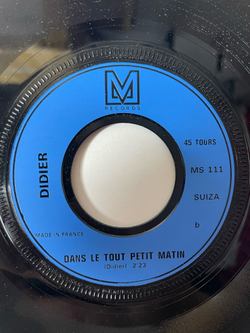 M
RECORDS
DIDIER
45 TOURS
MS 111
SUIZA
b
MADE IN FRANCE
DANS LE TOUT PETIT MATIN
(Didier) 2'23